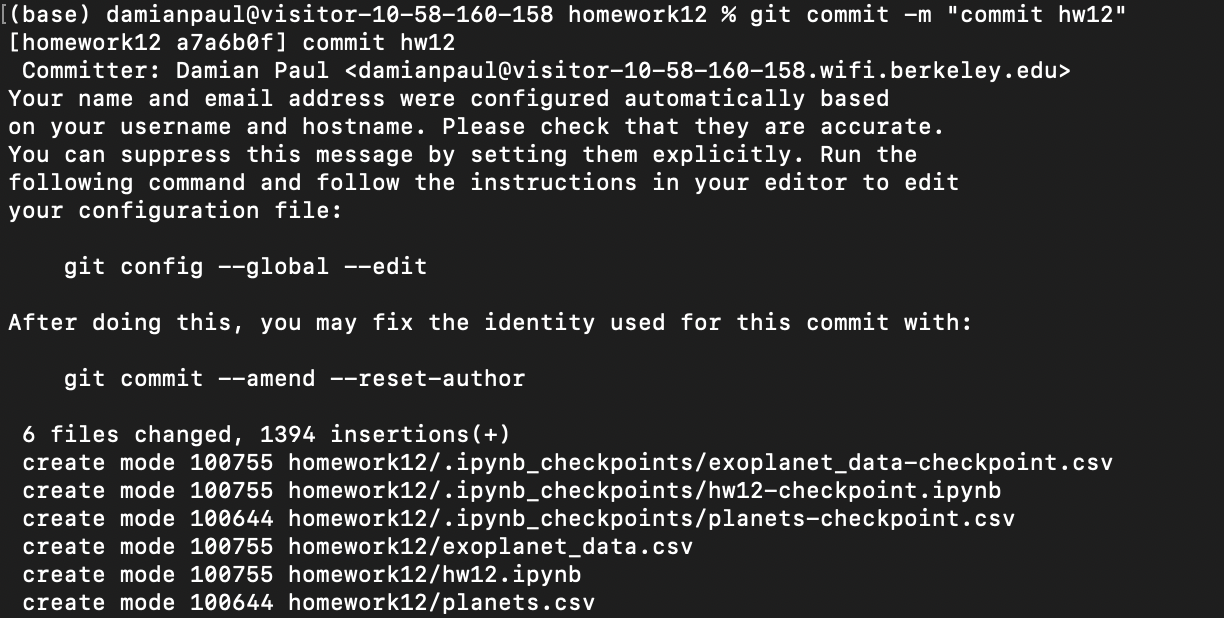 (base) damianpaul@visitor-10-58-160-158 homework12 % git commit -m "commit hw12"
[homework12 a7a6b0f] commit hw12
 Committer: Damian Paul <damianpaul@visitor-10-58-160-158.wifi.berkeley.edu>
Your name and email address were configured automatically based
on your username and hostname. Please check that they are accurate.
You can suppress this message by setting them explicitly. Run the
following command and follow the instructions in your editor to edit
your configuration file:

    git config --global --edit

After doing this, you may fix the identity used for this commit with:

    git commit --amend --reset-author

 6 files changed, 1394 insertions(+)
 create mode 100755 homework12/.ipynb_checkpoints/exoplanet_data-checkpoint.csv
 create mode 100755 homework12/.ipynb_checkpoints/hw12-checkpoint.ipynb
 create mode 100644 homework12/.ipynb_checkpoints/planets-checkpoint.csv
 create mode 100755 homework12/exoplanet_data.csv
 create mode 100755 homework12/hw12.ipynb
 create mode 100644 homework12/planets.csv